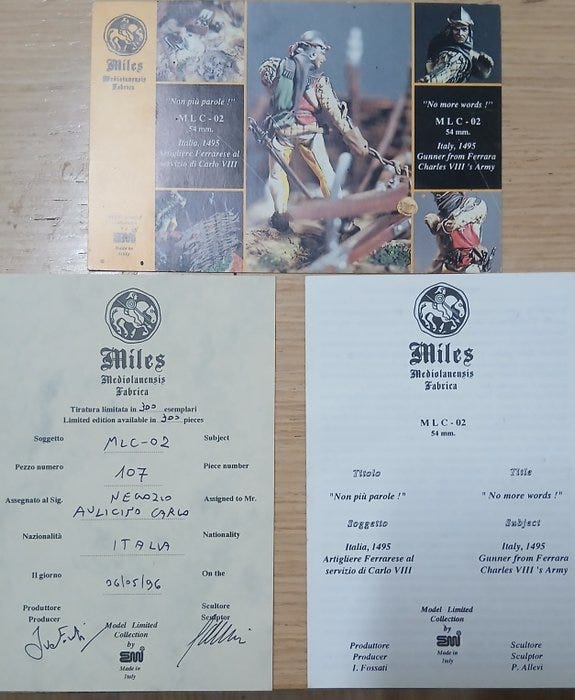 Miles
Mediolanensis
Fabrica
"Non più parole !"
MLC-02
54 mm.
Italia, 1495
Artigliere Ferrarese al
servizio di Carlo VIII
"No more words !"
MLC-02
54 mm.
Italy, 1495
Gunner from Ferrara
Charles VIII 's Army
Made in
Italy
Miles
Mediolanensis
Fabrica
Tiratura limitata in 300 esemplari
Limited edition available in 300 pieces
Soggetto MLC-02 Subject
Pezzo numero 107 Piece number
Assegnato al Sig. NEGOZIO Assigned to Mr.
AULICINO CARLO
Nazionalità ITALIA Nationality
Il giorno 06/05/96 On the
Produttore Scultore
Producer Sculptor
Model Limited
Collection
by
Made in
Italy
Miles
Mediolanensis
Fabrica
MLC-02
54 mm.
Titolo Title
"Non più parole !" " No more words !"
Soggetto Subject
Italia, 1495 Italy, 1495
Artigliere Ferrarese al Gunner from Ferrara
servizio di Carlo VIII Charles VIII 's Army
Model Limited
Collection
by
Made in
Italy
Produttore Scultore
Producer Sculptor
I. Fossati P. Allevi